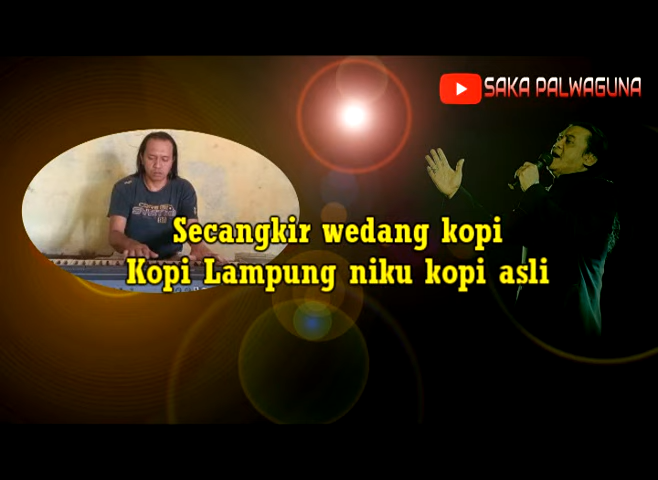 SAKA PALWAGUNA
Secangkir wedang kopi
Kopi Lampung niku kopi asli